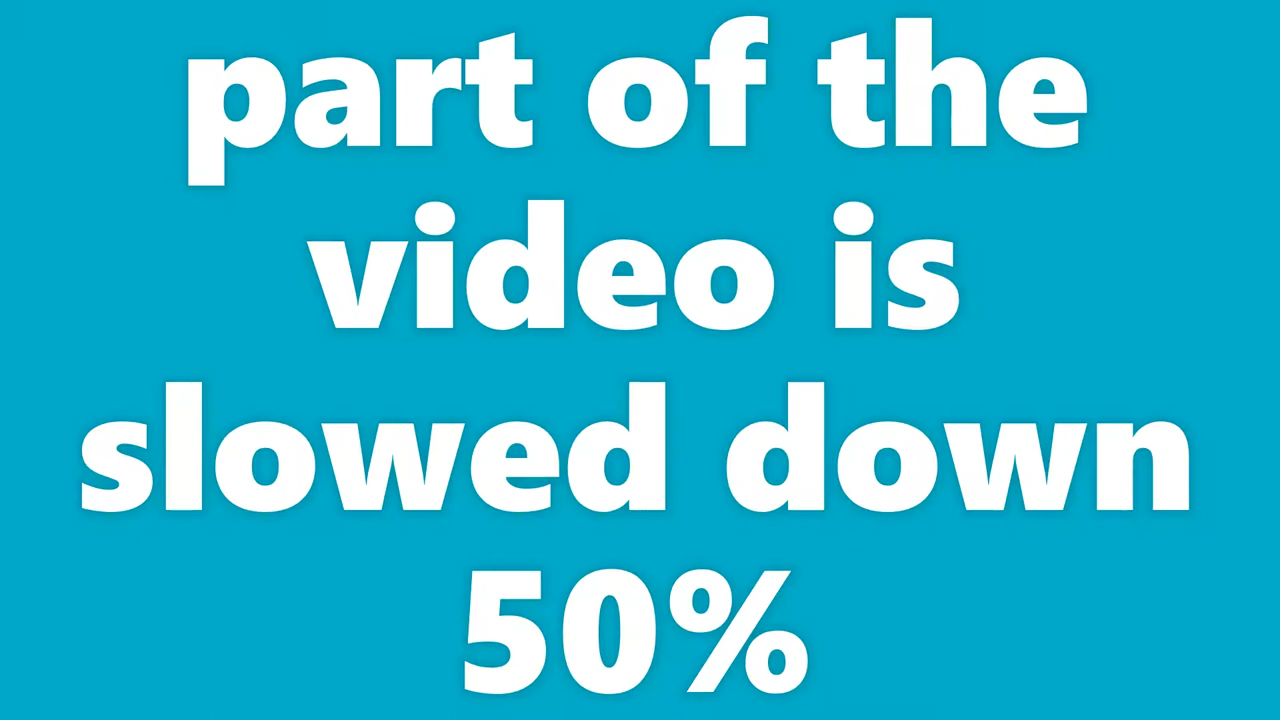 part of the
video is
slowed down
50%